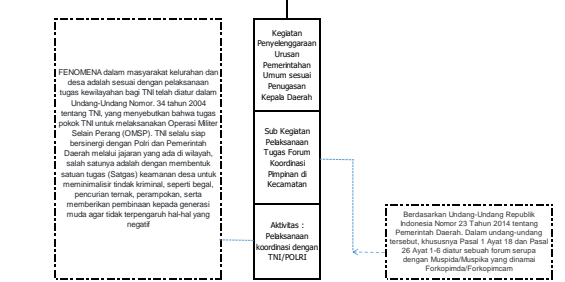 Kegiatan
Penyelenggaraan
Urusan
Pemerintahan
Umum sesuai
Penugasan
Kepala Daerah
FENOMENA dalam masyarakat kelurahan dan
desa adalah sesuai dengan pelaksanaan
tugas kewilayahan bagi TNI telah diatur dalam
Undang-Undang Nomor. 34 tahun 2004
tentang TNI, yang menyebutkan bahwa tugas
pokok TNI untuk melaksanakan Operasi Militer
Selain Perang (OMSP). TNI selalu siap
bersinergi dengan Polri dan Pemerintah
Daerah melalui jajaran yang ada di wilayah,
salah satunya adalah dengan membentuk
satuan tugas (Satgas) keamanan desa untuk
meminimalisir tindak kriminal, seperti begal,
pencurian ternak, perampokan, serta
memberikan pembinaan kepada generasi
muda agar tidak terpengaruh hal-hal yang
negatif
Sub Kegiatan
Pelaksanaan
Tugas Forum
Koordinasi
Pimpinan di
Kecamatan
Aktivitas :
Pelaksanaan
koordinasi dengan
TNI/POLRI
Berdasarkan Undang-Undang Republik
Indonesia Nomor 23 Tahun 2014 tentang
Pemerintah Daerah. Dalam undang-undang
tersebut, khususnya Pasal 1 Ayat 18 dan Pasal
26 Ayat 1-6 diatur sebuah forum serupa
dengan Muspida/Muspika yang dinamai
Forkopimda/Forkopimcam